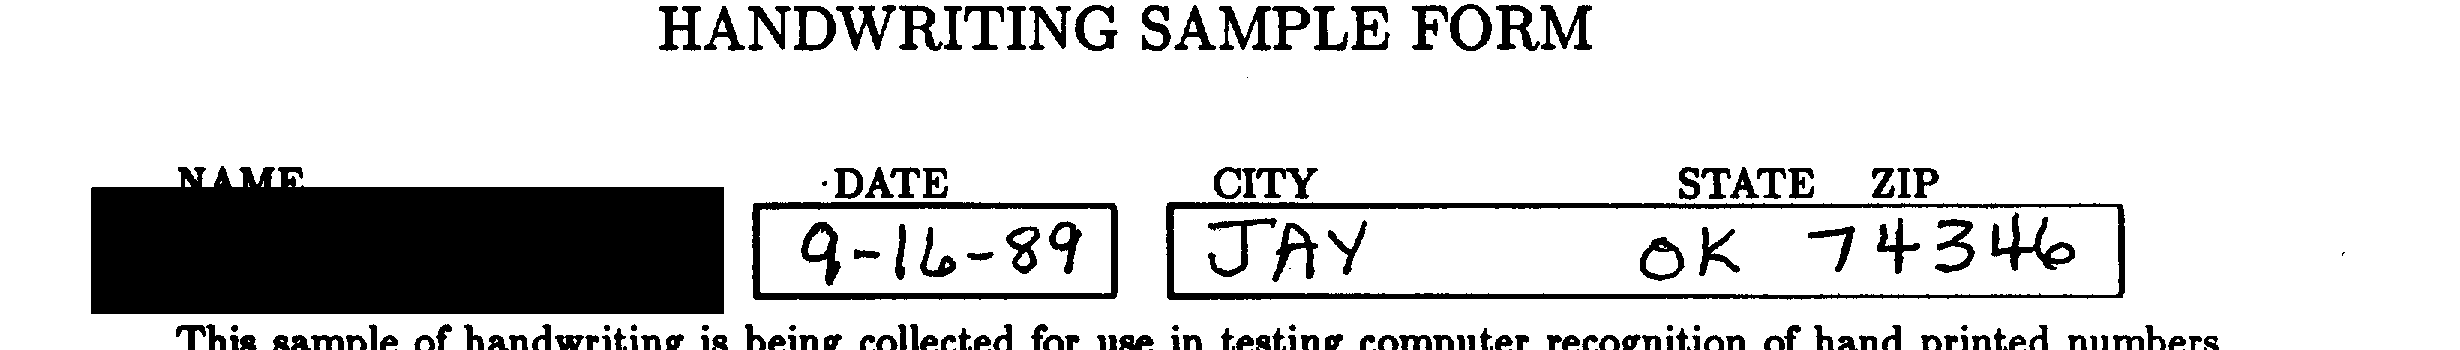 HANDWRITING SAMPLE FORM
NAME DATE CITY STATE ZIP
9-16-89 JAY OK 74346
This sample of handwriting is being collected for use in testing computer recognition of hand printed numbers